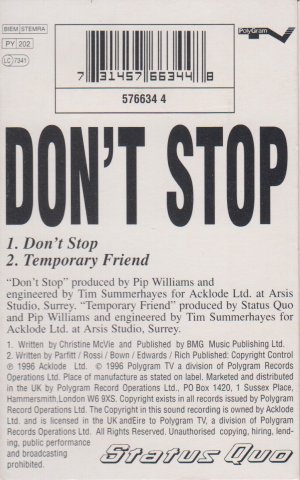 BIEM STEMRA
PY 202
LC 7341
PolyGram TV
7 31457 66344 8
576634 4
DON'T STOP
1. Don't Stop
2. Temporary Friend
“Don't Stop” produced by Pip Williams and
engineered by Tim Summerhayes for Acklode Ltd. at Arsis
Studio, Surrey. “Temporary Friend” produced by Status Quo
and Pip Williams and engineered by Tim Summerhayes for
Acklode Ltd. at Arsis Studio, Surrey.
1. Written by Christine McVie and Published by BMG Music Publishing Ltd.
2. Written by Parfitt / Rossi / Bown / Edwards / Rich Published: Copyright Control
℗ 1996 Acklode Ltd. © 1996 Polygram TV a division of Polygram Records
Operations Ltd. Place of manufacture as stated on label. Marketed and distributed
in the UK by Polygram Record Operations Ltd., PO Box 1420, 1 Sussex Place,
Hammersmith,London W6 9XS. Copyright exists in all records issued by Polygram
Record Operations Ltd. The Copyright in this sound recording is owned by Acklode
Ltd. and is licensed in the UK andEire to Polygram TV, a division of Polygram
Record Operations Ltd. All Rights Reserved. Unauthorised copying, hiring, lend-
ing, public performance
and broadcasting
prohibited.
Status Quo